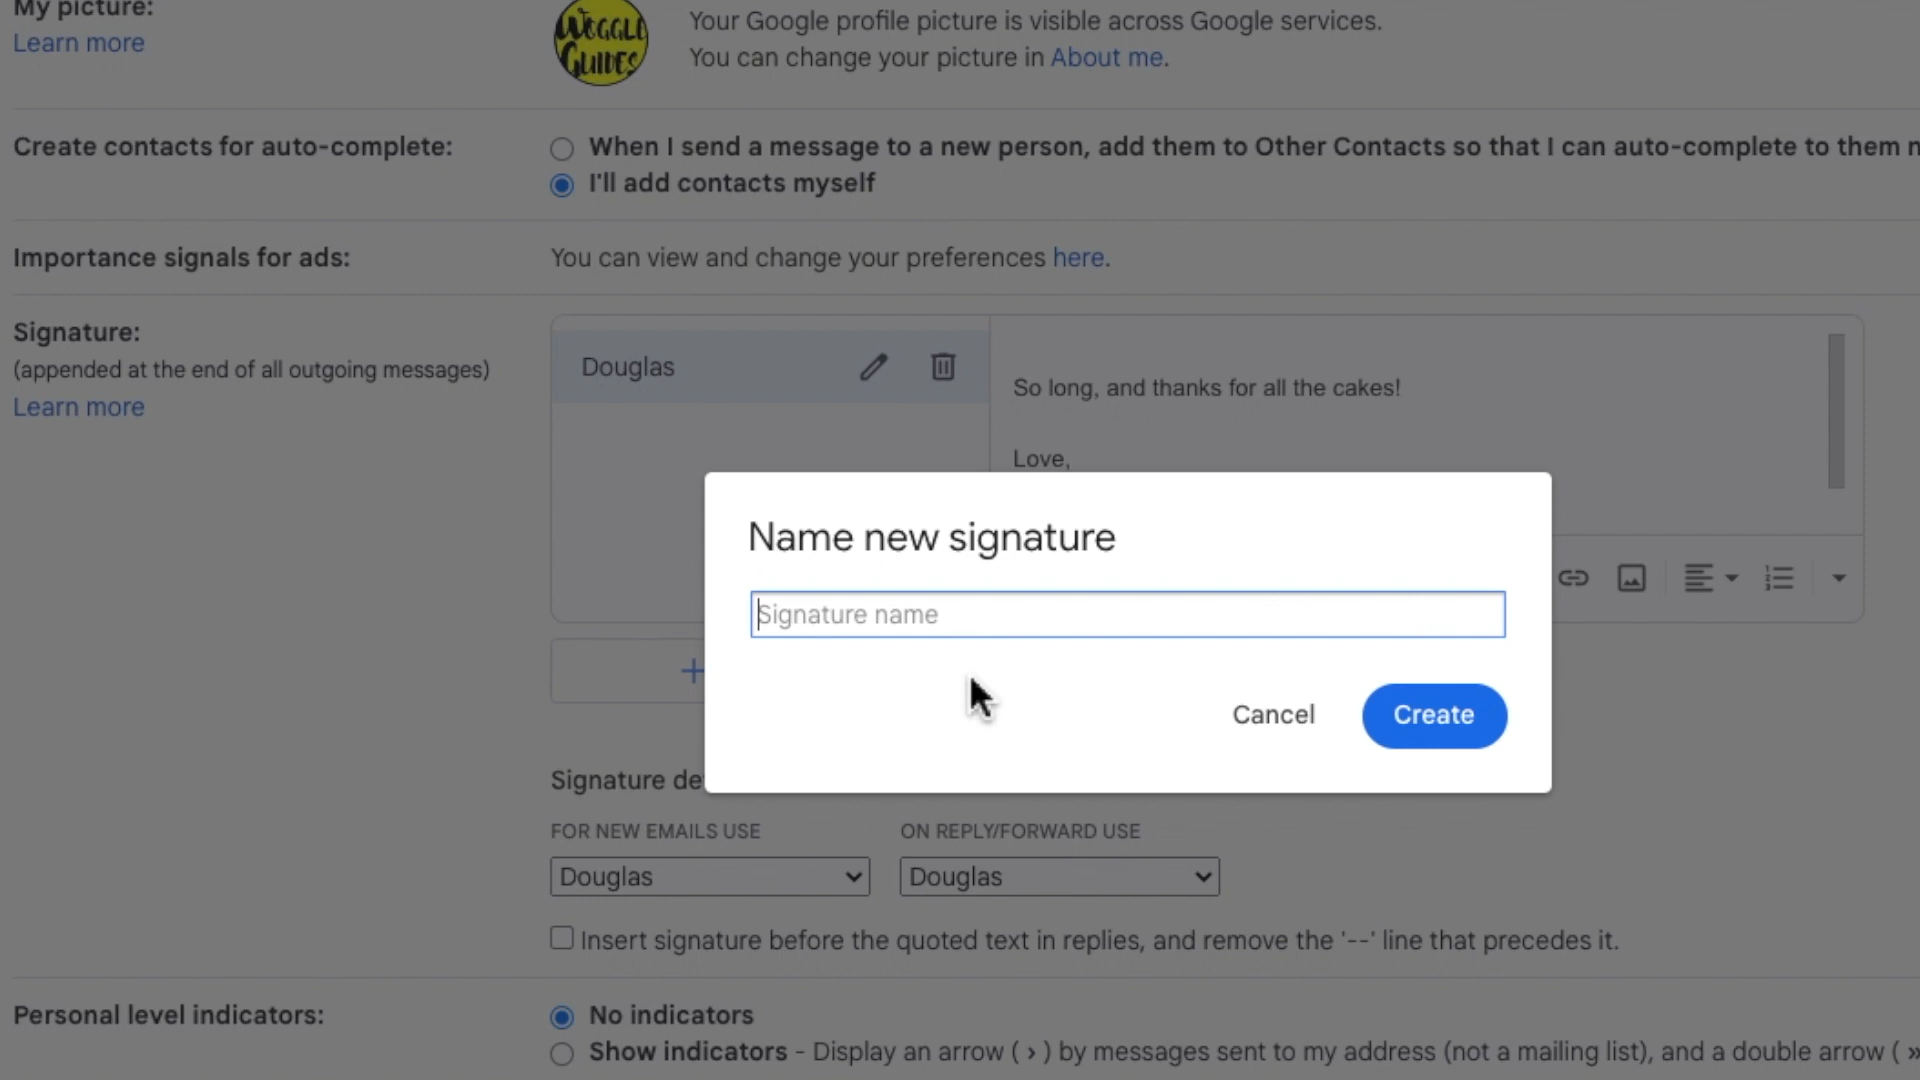 My picture:
Learn more
WOGGLE
GUIDES
Your Google profile picture is visible across Google services.
You can change your picture in About me.
Create contacts for auto-complete:
When I send a message to a new person, add them to Other Contacts so that I can auto-complete to them
I'll add contacts myself
Importance signals for ads:
You can view and change your preferences here.
Signature:
(appended at the end of all outgoing messages)
Learn more
Douglas
So long, and thanks for all the cakes!
Love,
Name new signature
Signature name
Cancel
Create
Signature de
FOR NEW EMAILS USE
ON REPLY/FORWARD USE
Douglas
Douglas
Insert signature before the quoted text in replies, and remove the '--' line that precedes it.
Personal level indicators:
No indicators
Show indicators - Display an arrow ( › ) by messages sent to my address (not a mailing list), and a double arrow ( »